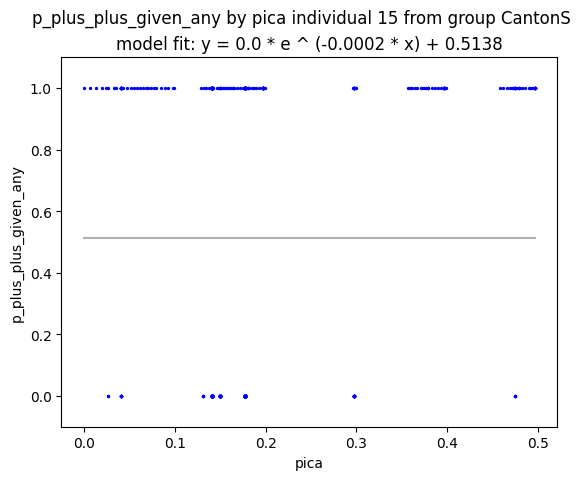 p_plus_plus_given_any by pica individual 15 from group CantonS
model fit: y = 0.0 * e ^ (-0.0002 * x) + 0.5138
1.0
0.8
0.6
0.4
0.2
0.0
p_plus_plus_given_any
0.0 0.1 0.2 0.3 0.4 0.5
pica